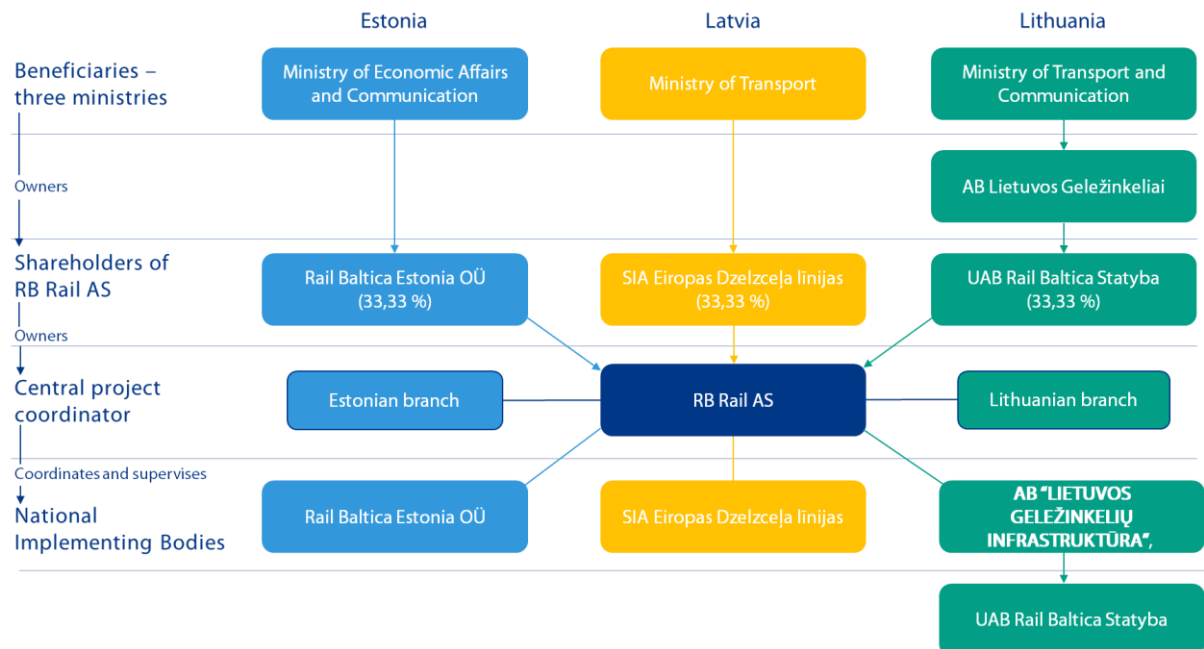 Estonia
Latvia
Lithuania
Beneficiaries –
three ministries
Ministry of Economic Affairs
and Communication
Ministry of Transport
Ministry of Transport and
Communication
Owners
AB Lietuvos Geležinkeliai
Shareholders of
RB Rail AS
Rail Baltica Estonia OÜ
(33,33 %)
SIA Eiropas Dzelzceļa līnijas
(33,33 %)
UAB Rail Baltica Statyba
(33,33 %)
Owners
Central project
coordinator
Estonian branch
RB Rail AS
Lithuanian branch
Coordinates and supervises
National
Implementing Bodies
Rail Baltica Estonia OÜ
SIA Eiropas Dzelzceļa līnijas
AB “LIETUVOS
GELEŽINKELIŲ
INFRASTRUKTŪRA”,
UAB Rail Baltica Statyba